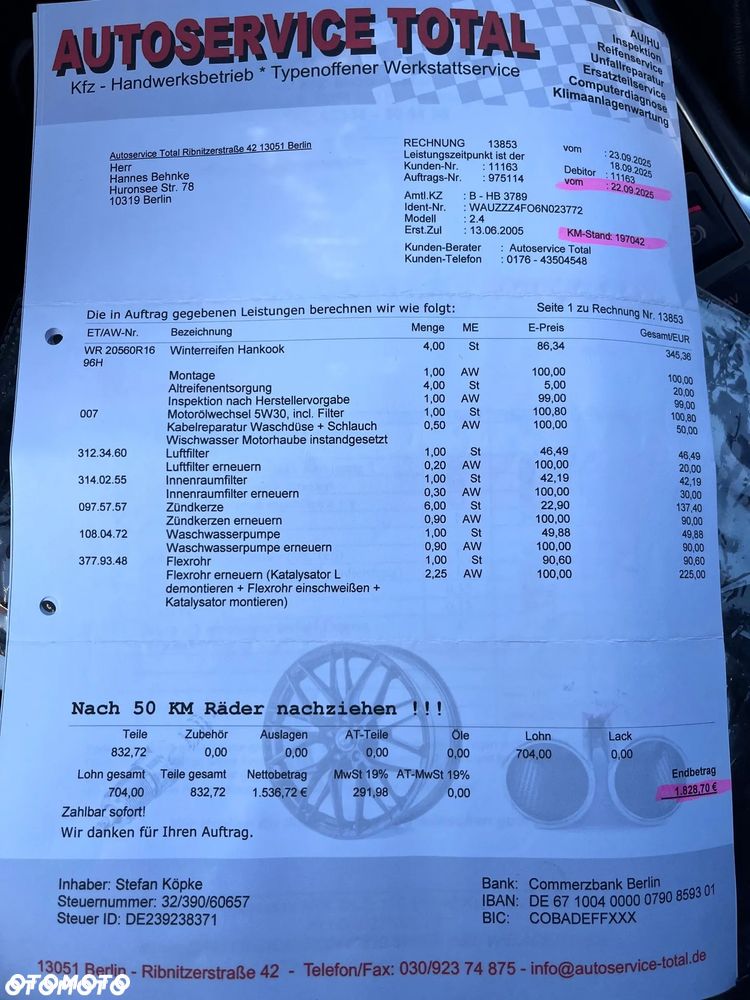 AUTOSERVICE TOTAL
Kfz - Handwerksbetrieb * Typenoffener Werkstattservice
AU/HU
Inspektion
Reifenservice
Unfallreparatur
Ersatzteilservice
Computerdiagnose
Klimaanlagenwartung
Autoservice Total Ribnitzerstraße 42 13051 Berlin
Herr
Hannes Behnke
Huronsee Str. 78
10319 Berlin
RECHNUNG 13853 vom : 23.09.2025
Leistungszeitpunkt ist der 18.09.2025
Kunden-Nr. : 11163 Debitor : 11163
Auftrags-Nr. : 975114 vom : 22.09.2025
Amtl.KZ : B - HB 3789
Ident-Nr. : WAUZZZ4FO6N023772
Modell : 2.4
Erst.Zul : 13.06.2005 KM-Stand: 197042
Kunden-Berater : Autoservice Total
Kunden-Telefon : 0176 - 43504548
Die in Auftrag gegebenen Leistungen berechnen wir wie folgt: Seite 1 zu Rechnung Nr. 13853
ET/AW-Nr. Bezeichnung Menge ME E-Preis Gesamt/EUR
WR 20560R16 Winterreifen Hankook 4,00 St 86,34 345,36
96H
Montage 1,00 AW 100,00 100,00
Altreifenentsorgung 4,00 St 5,00 20,00
Inspektion nach Herstellervorgabe 1,00 AW 99,00 99,00
007 Motorölwechsel 5W30, incl. Filter 1,00 St 100,80 100,80
Kabelreparatur Waschdüse + Schlauch 0,50 AW 100,00 50,00
Wischwasser Motorhaube instandgesetzt
312.34.60 Luftfilter 1,00 St 46,49 46,49
Luftfilter erneuern 0,20 AW 100,00 20,00
314.02.55 Innenraumfilter 1,00 St 42,19 42,19
Innenraumfilter erneuern 0,30 AW 100,00 30,00
097.57.57 Zündkerze 6,00 St 22,90 137,40
Zündkerzen erneuern 0,90 AW 100,00 90,00
108.04.72 Waschwasserpumpe 1,00 St 49,88 49,88
Waschwasserpumpe erneuern 0,90 AW 100,00 90,00
377.93.48 Flexrohr 1,00 St 90,60 90,60
Flexrohr erneuern (Katalysator L 2,25 AW 100,00 225,00
demontieren + Flexrohr einschweißen +
Katalysator montieren)
Nach 50 KM Räder nachziehen !!!
Teile Zubehör Auslagen AT-Teile Öle Lohn Lack
832,72 0,00 0,00 0,00 0,00 704,00 0,00
Lohn gesamt Teile gesamt Nettobetrag MwSt 19% AT-MwSt 19% Endbetrag
704,00 832,72 1.536,72 € 291,98 0,00 1.828,70 €
Zahlbar sofort!
Wir danken für Ihren Auftrag.
Inhaber: Stefan Köpke
Steuernummer: 32/390/60657
Steuer ID: DE239238371
Bank: Commerzbank Berlin
IBAN: DE 67 1004 0000 0790 8593 01
BIC: COBADEFFXXX
13051 Berlin - Ribnitzerstraße 42 - Telefon/Fax: 030/923 74 875 - info@autoservice-total.de
OTOMOTO